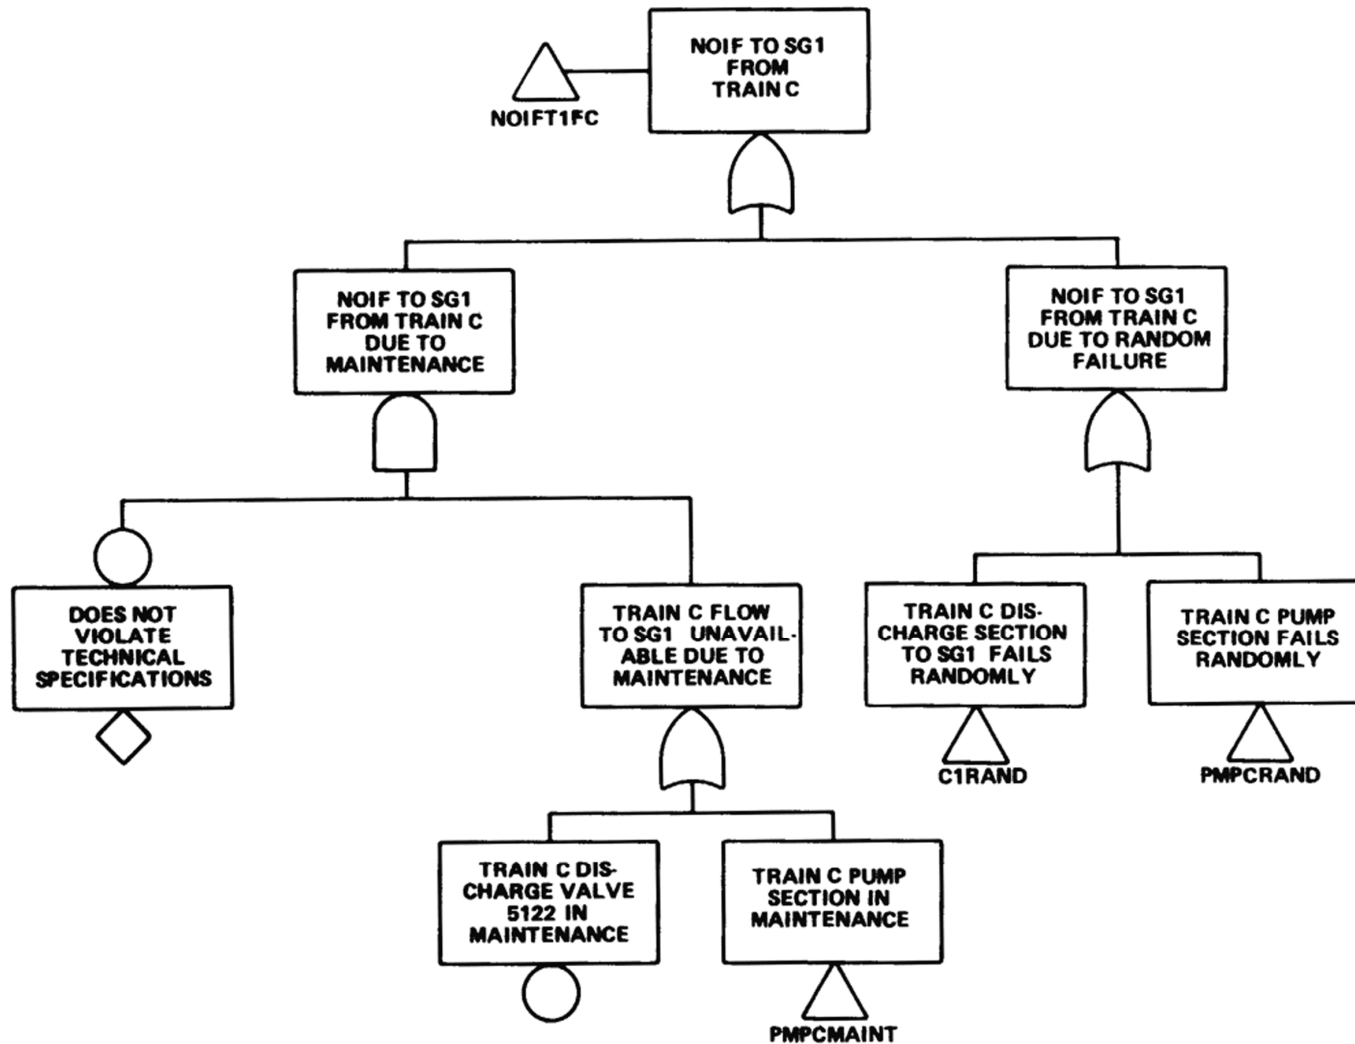 NOIF TO SG1
FROM
TRAIN C
NOIFT1FC
NOIF TO SG1
FROM TRAIN C
DUE TO
MAINTENANCE
NOIF TO SG1
FROM TRAIN C
DUE TO RANDOM
FAILURE
DOES NOT
VIOLATE
TECHNICAL
SPECIFICATIONS
TRAIN C FLOW
TO SG1 UNAVAIL-
ABLE DUE TO
MAINTENANCE
TRAIN C DIS-
CHARGE SECTION
TO SG1 FAILS
RANDOMLY
C1RAND
TRAIN C PUMP
SECTION FAILS
RANDOMLY
PMPCRAND
TRAIN C DIS-
CHARGE VALVE
5122 IN
MAINTENANCE
TRAIN C PUMP
SECTION IN
MAINTENANCE
PMPCMAINT